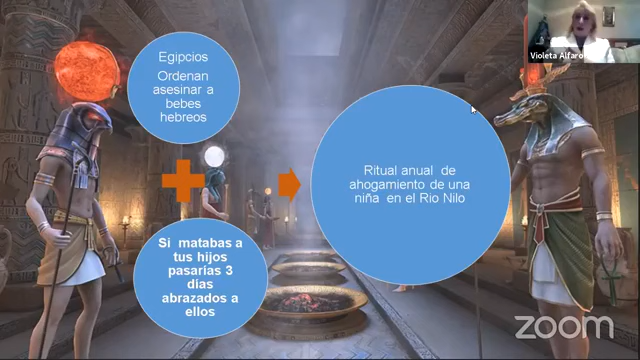 Violeta Alfaro
Egipcios
Ordenan
asesinar a
bebes
hebreos
Ritual anual de
ahogamiento de una
niña en el Rio Nilo
Si matabas a
tus hijos
pasarías 3
días
abrazados a
ellos
zoom